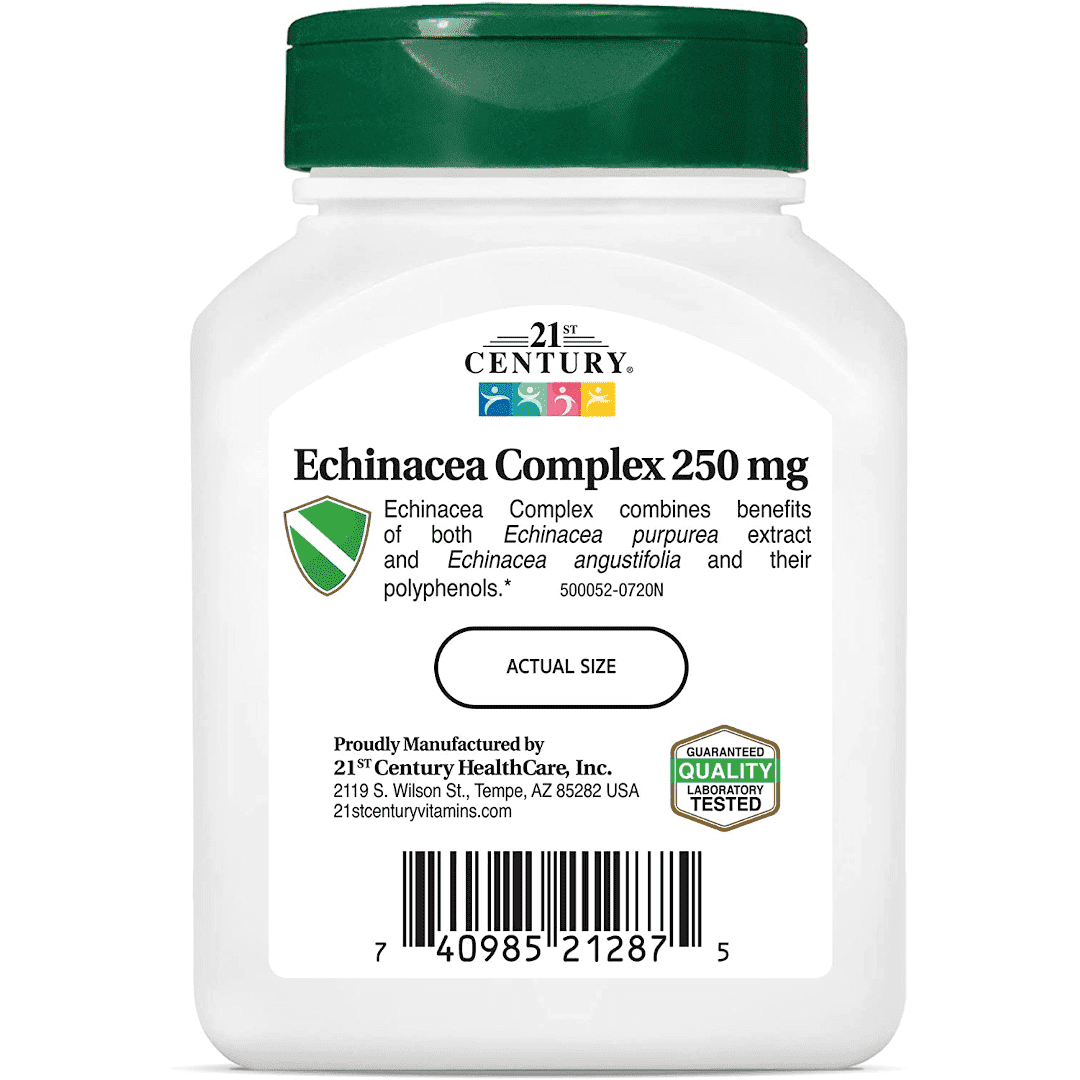 21ST
CENTURY®
Echinacea Complex 250 mg
Echinacea Complex combines benefits
of both Echinacea purpurea extract
and Echinacea angustifolia and their
polyphenols.* 500052-0720N
ACTUAL SIZE
Proudly Manufactured by
21ST Century HealthCare, Inc.
2119 S. Wilson St., Tempe, AZ 85282 USA
21stcenturyvitamins.com
GUARANTEED
QUALITY
LABORATORY
TESTED
7 40985 21287 5